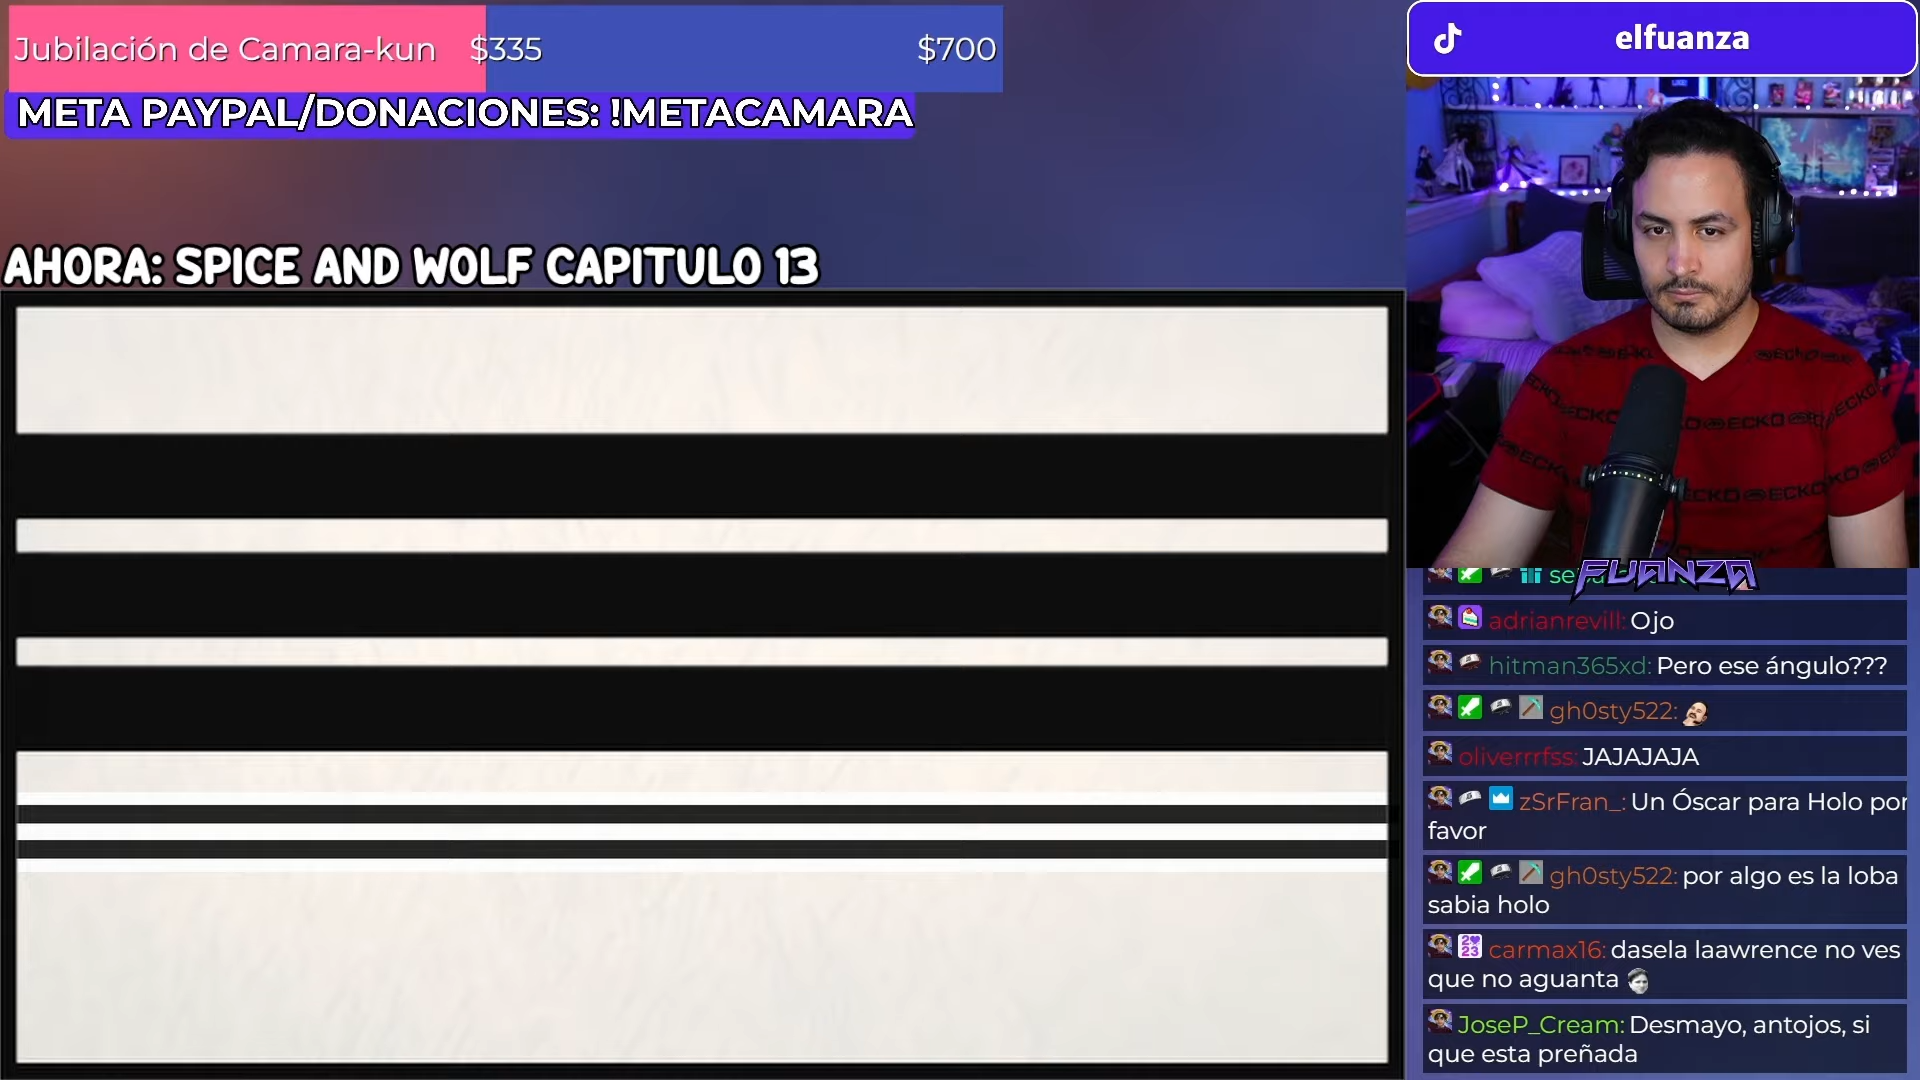 Jubilación de Camara-kun $335 $700
META PAYPAL/DONACIONES: !METACAMARA
AHORA: SPICE AND WOLF CAPITULO 13
elfuanza
ECKO ECKO
FUANZA
adrianrevill: Ojo
hitman365xd: Pero ese ángulo???
gh0sty522:
oliverrrfss: JAJAJAJA
zSrFran_: Un Óscar para Holo por
favor
gh0sty522: por algo es la loba
sabia holo
carmax16: dasela laawrence no ves
que no aguanta
JoseP_Cream: Desmayo, antojos, si
que esta preñada